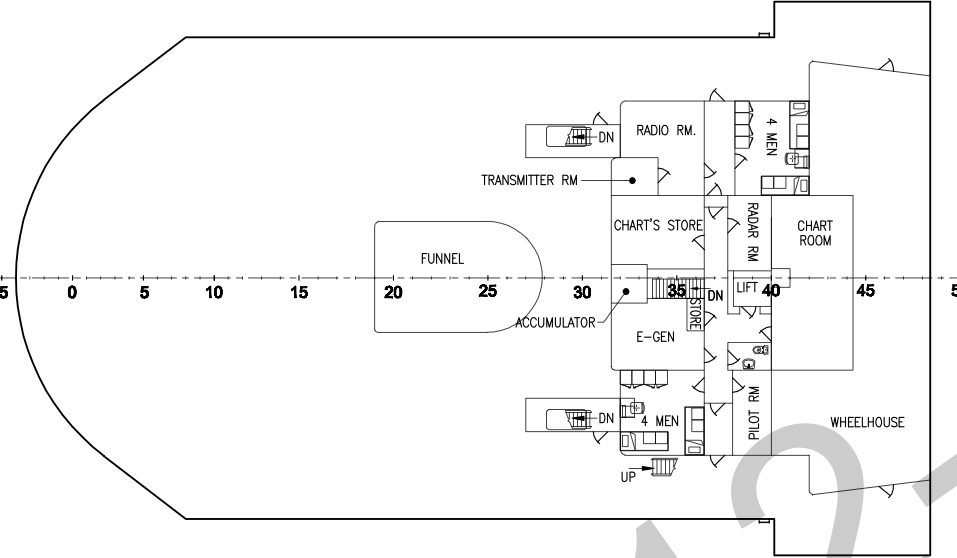 RADIO RM.
4 MEN
DN
TRANSMITTER RM
CHART'S STORE
RADAR RM
CHART
ROOM
FUNNEL
5 0 5 10 15 20 25 30 35 40 45 5
LIFT
DN
STORE
ACCUMULATOR
E-GEN
DN
4 MEN
PILOT RM
WHEELHOUSE
UP